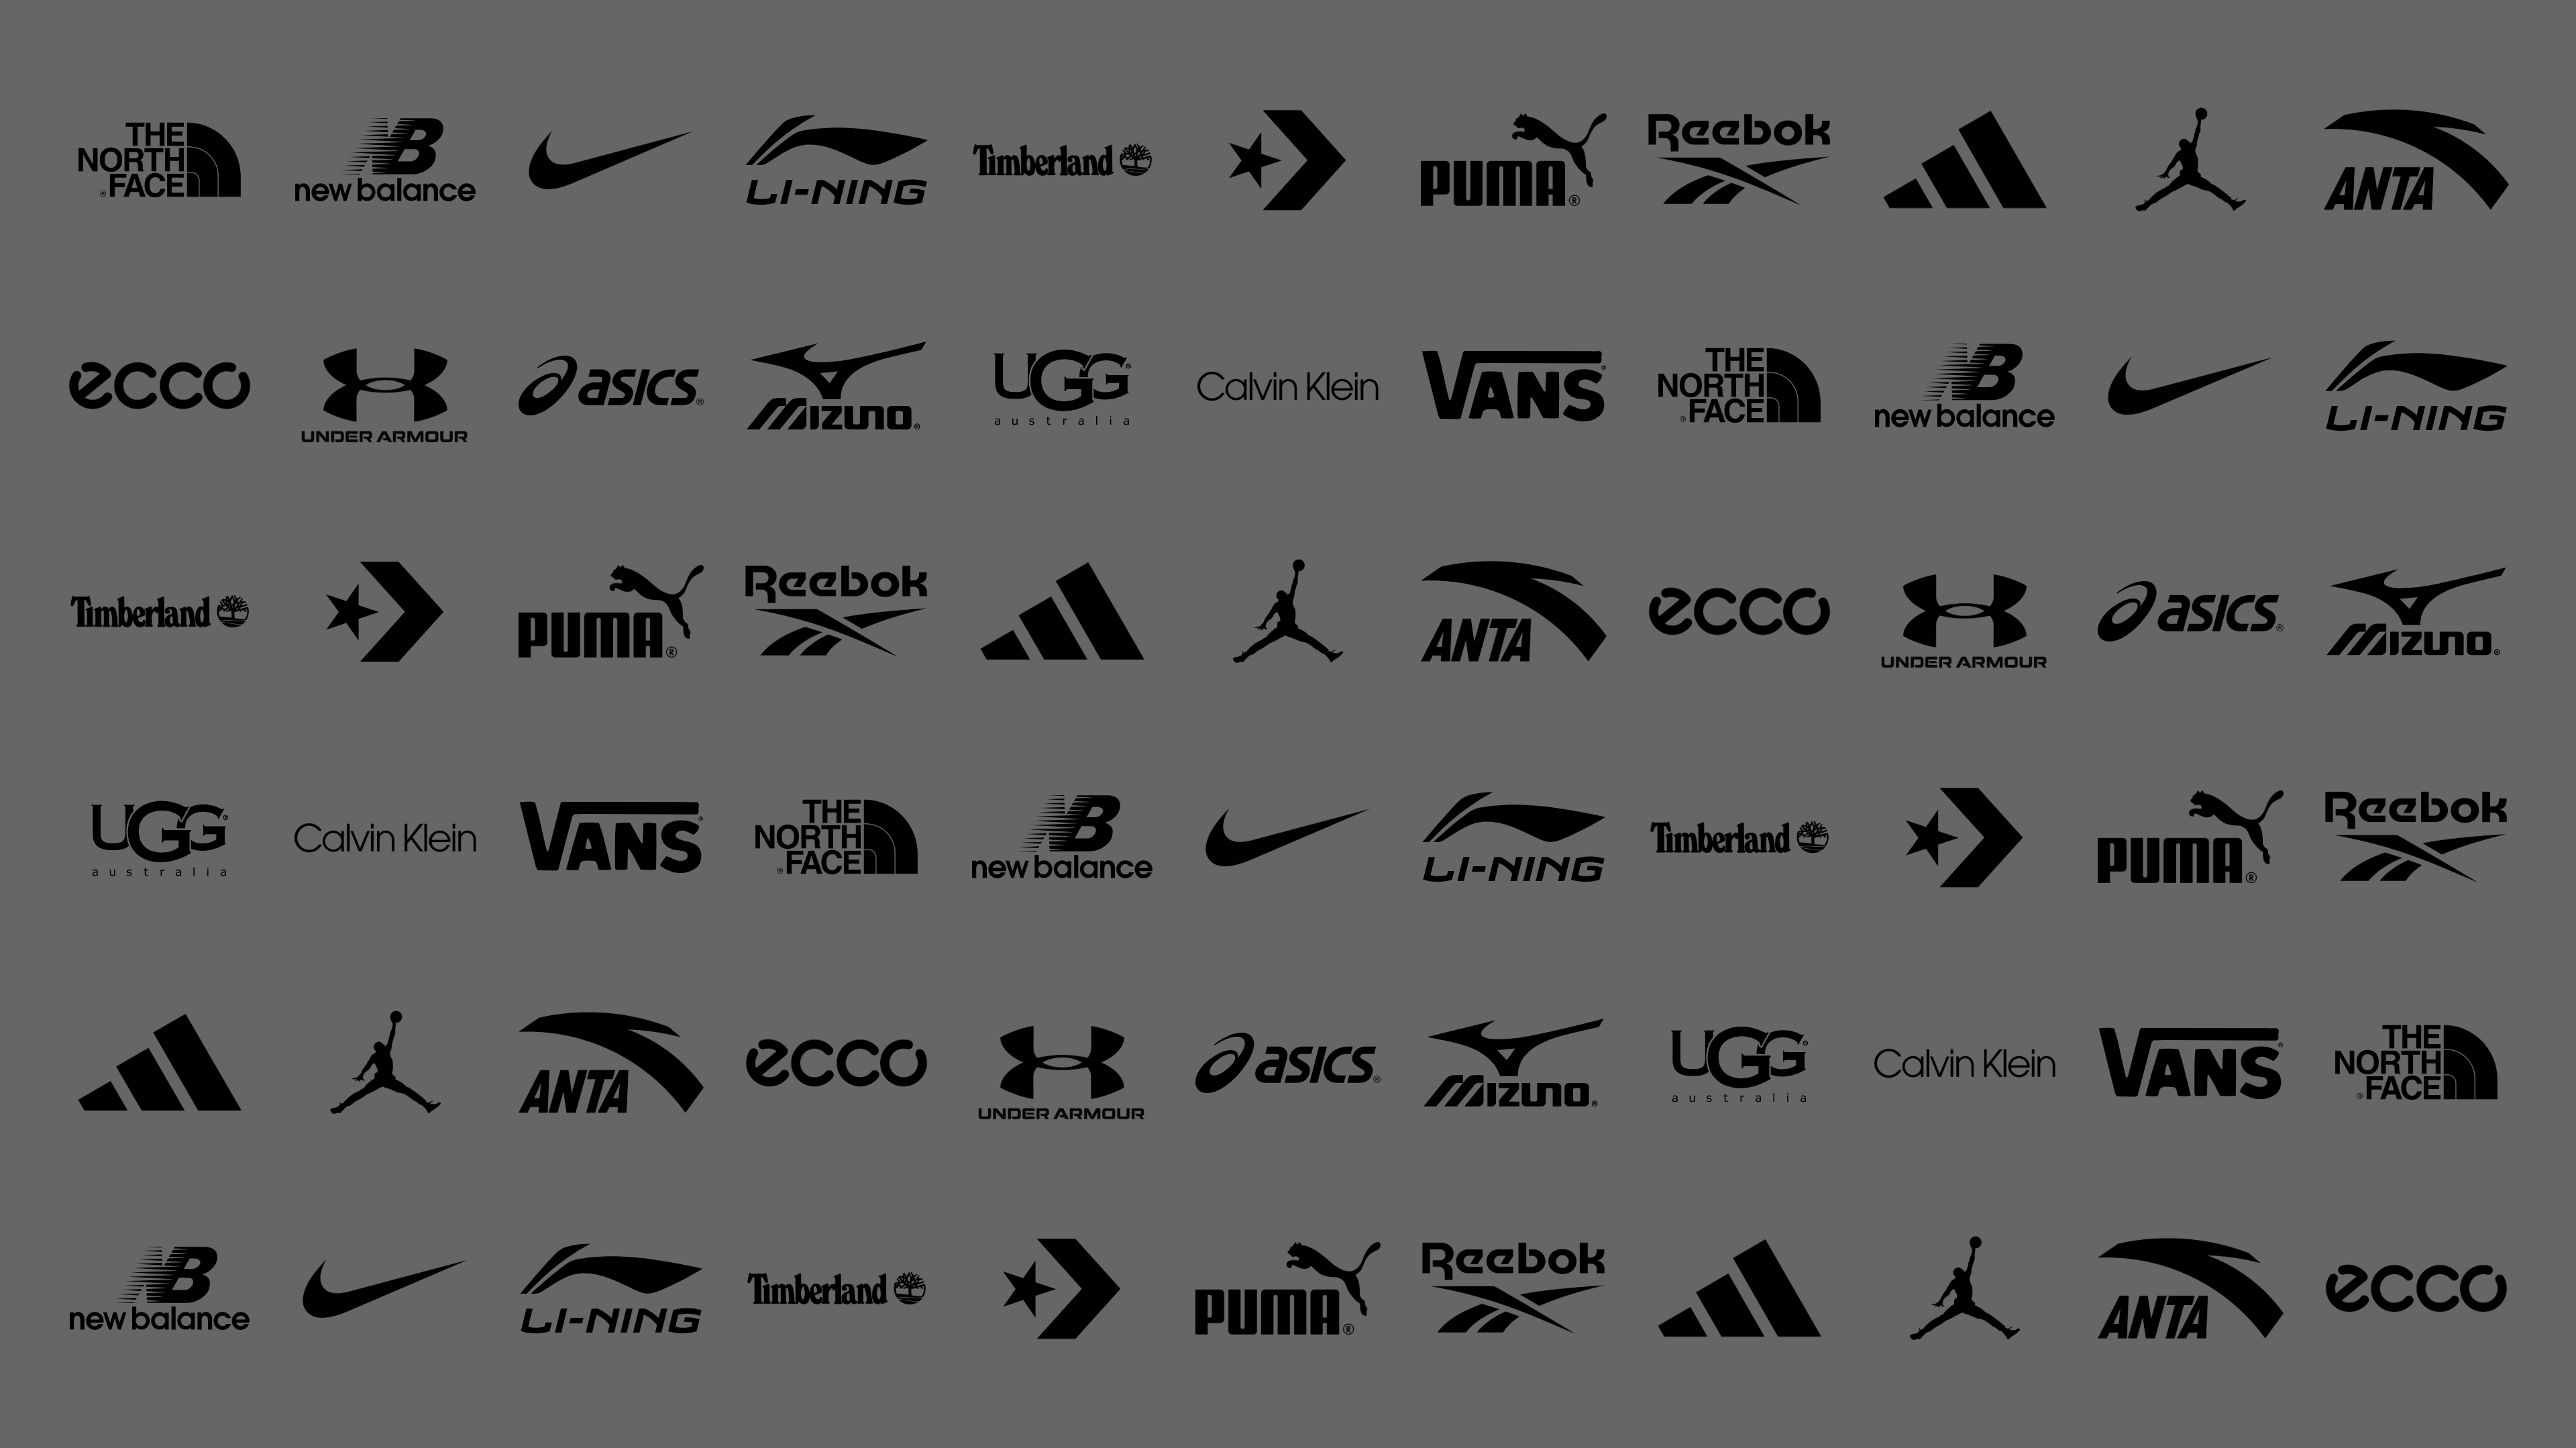 THE NORTH FACE
new balance
LI-NING
Timberland
PUMA®
Reebok
ANTA
ecco
UNDER ARMOUR
asics®
MIZUNO®
UGG® australia
Calvin Klein
VANS®
THE NORTH FACE
new balance
LI-NING
Timberland
PUMA®
Reebok
ANTA
ecco
UNDER ARMOUR
asics®
MIZUNO®
UGG® australia
Calvin Klein
VANS®
THE NORTH FACE
new balance
LI-NING
Timberland
PUMA®
Reebok
ANTA
ecco
UNDER ARMOUR
asics®
MIZUNO®
UGG® australia
Calvin Klein
VANS®
THE NORTH FACE
new balance
LI-NING
Timberland
PUMA®
Reebok
ANTA
ecco